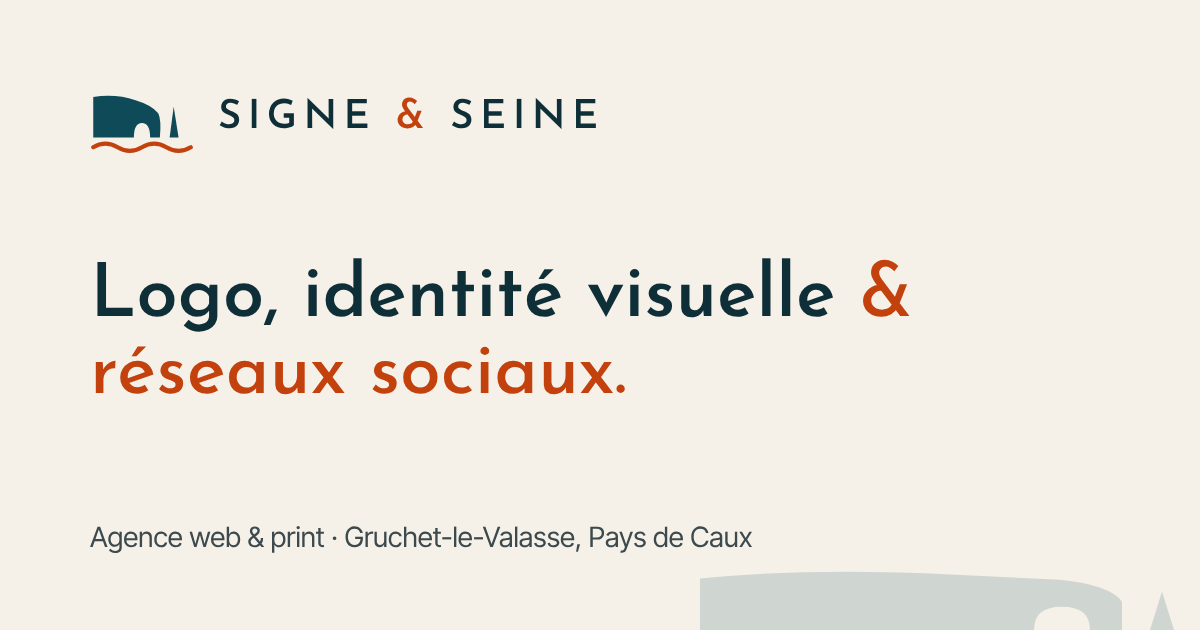 SIGNE & SEINE
Logo, identité visuelle &
réseaux sociaux.
Agence web & print · Gruchet-le-Valasse, Pays de Caux